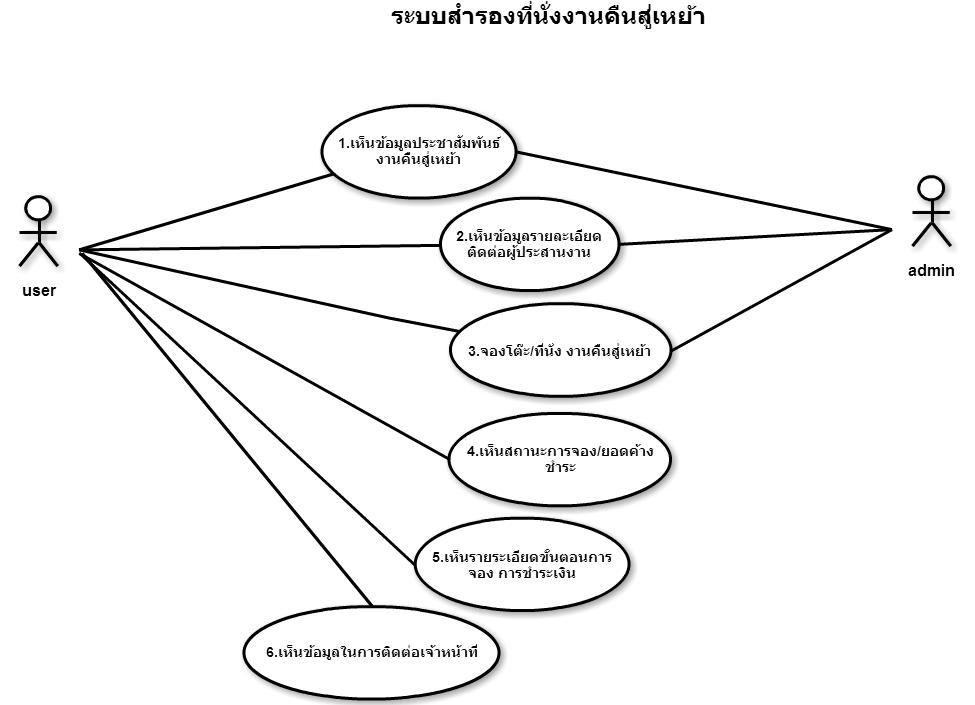 ระบบสำรองที่นั่งงานคืนสู่เหย้า
1.เห็นข้อมูลประชาสัมพันธ์
งานคืนสู่เหย้า
2.เห็นข้อมูลรายละเอียด
ติดต่อผู้ประสานงาน
user
admin
3.จองโต๊ะ/ที่นั่ง งานคืนสู่เหย้า
4.เห็นสถานะการจอง/ยอดค้าง
ชำระ
5.เห็นรายระเอียดขั้นตอนการ
จอง การชำระเงิน
6.เห็นข้อมูลในการติดต่อเจ้าหน้าที่